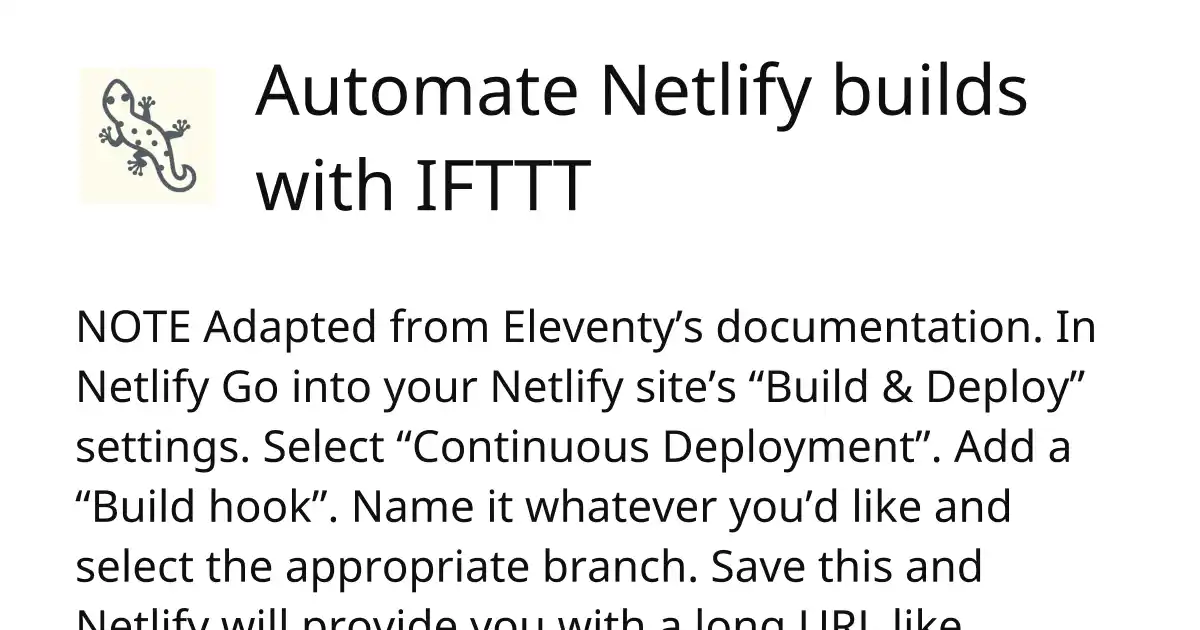 Automate Netlify builds
with IFTTT
NOTE Adapted from Eleventy’s documentation. In
Netlify Go into your Netlify site’s “Build & Deploy”
settings. Select “Continuous Deployment”. Add a
“Build hook”. Name it whatever you’d like and
select the appropriate branch. Save this and
Netlify will provide you with a long URL like